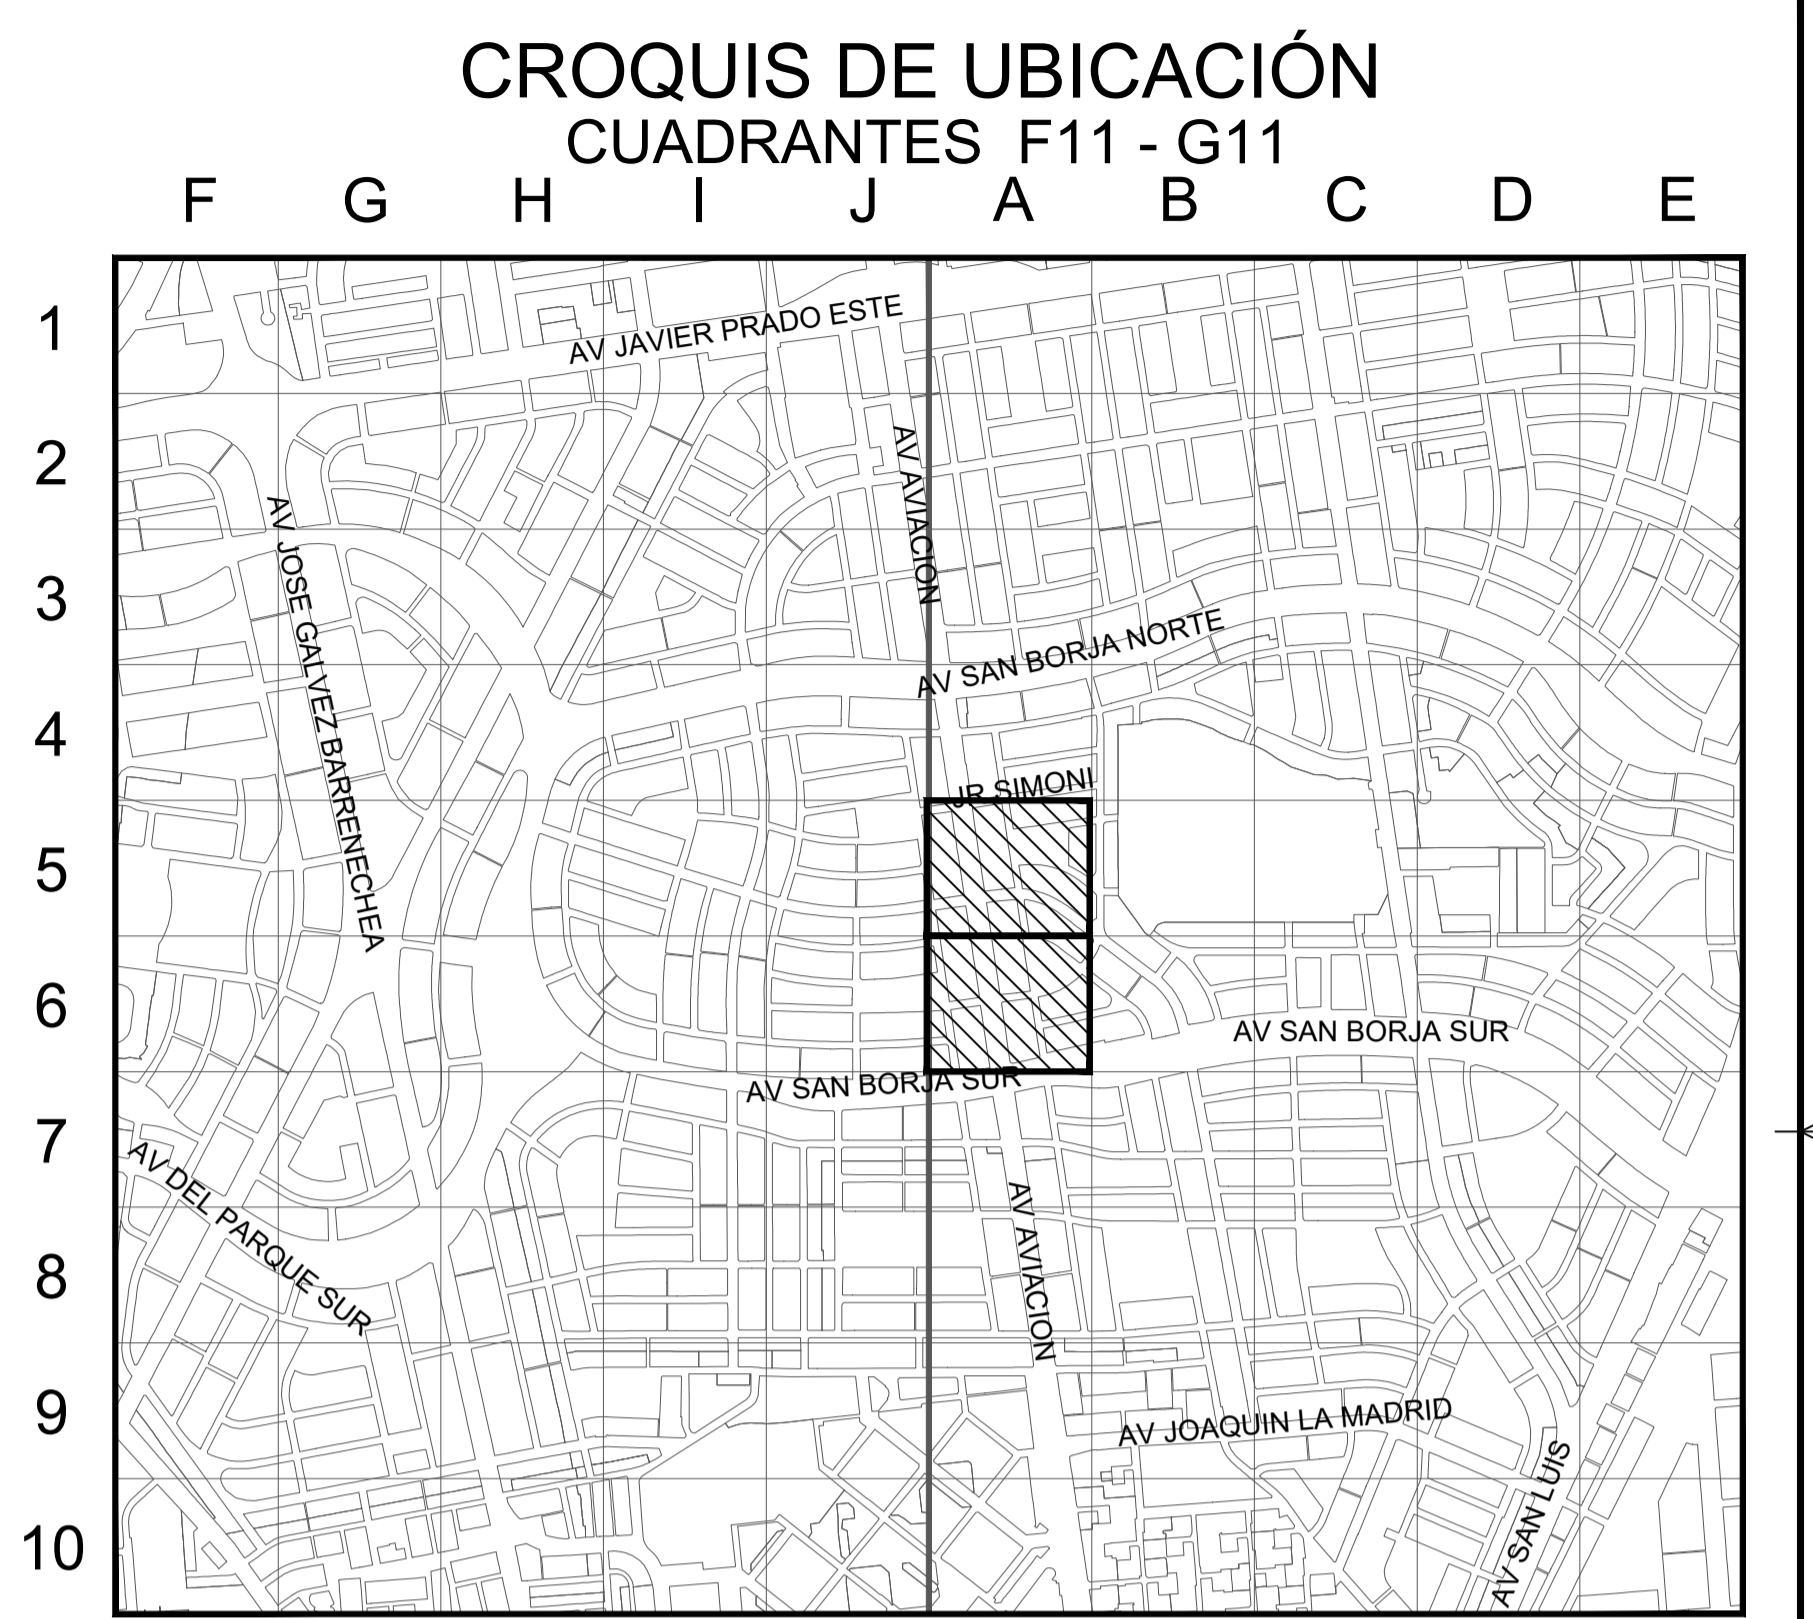 CROQUIS DE UBICACIÓN
CUADRANTES F11 - G11
F G H I J A B C D E
1
AV JAVIER PRADO ESTE
2
AV AVIACION
AV JOSE GALVEZ BARRENECHEA
3
AV SAN BORJA NORTE
4
JR SIMONI
5
6
AV SAN BORJA SUR
AV SAN BORJA SUR
7
AV DEL PARQUE SUR
AV AVIACION
8
9
AV JOAQUIN LA MADRID
AV SAN LUIS
10